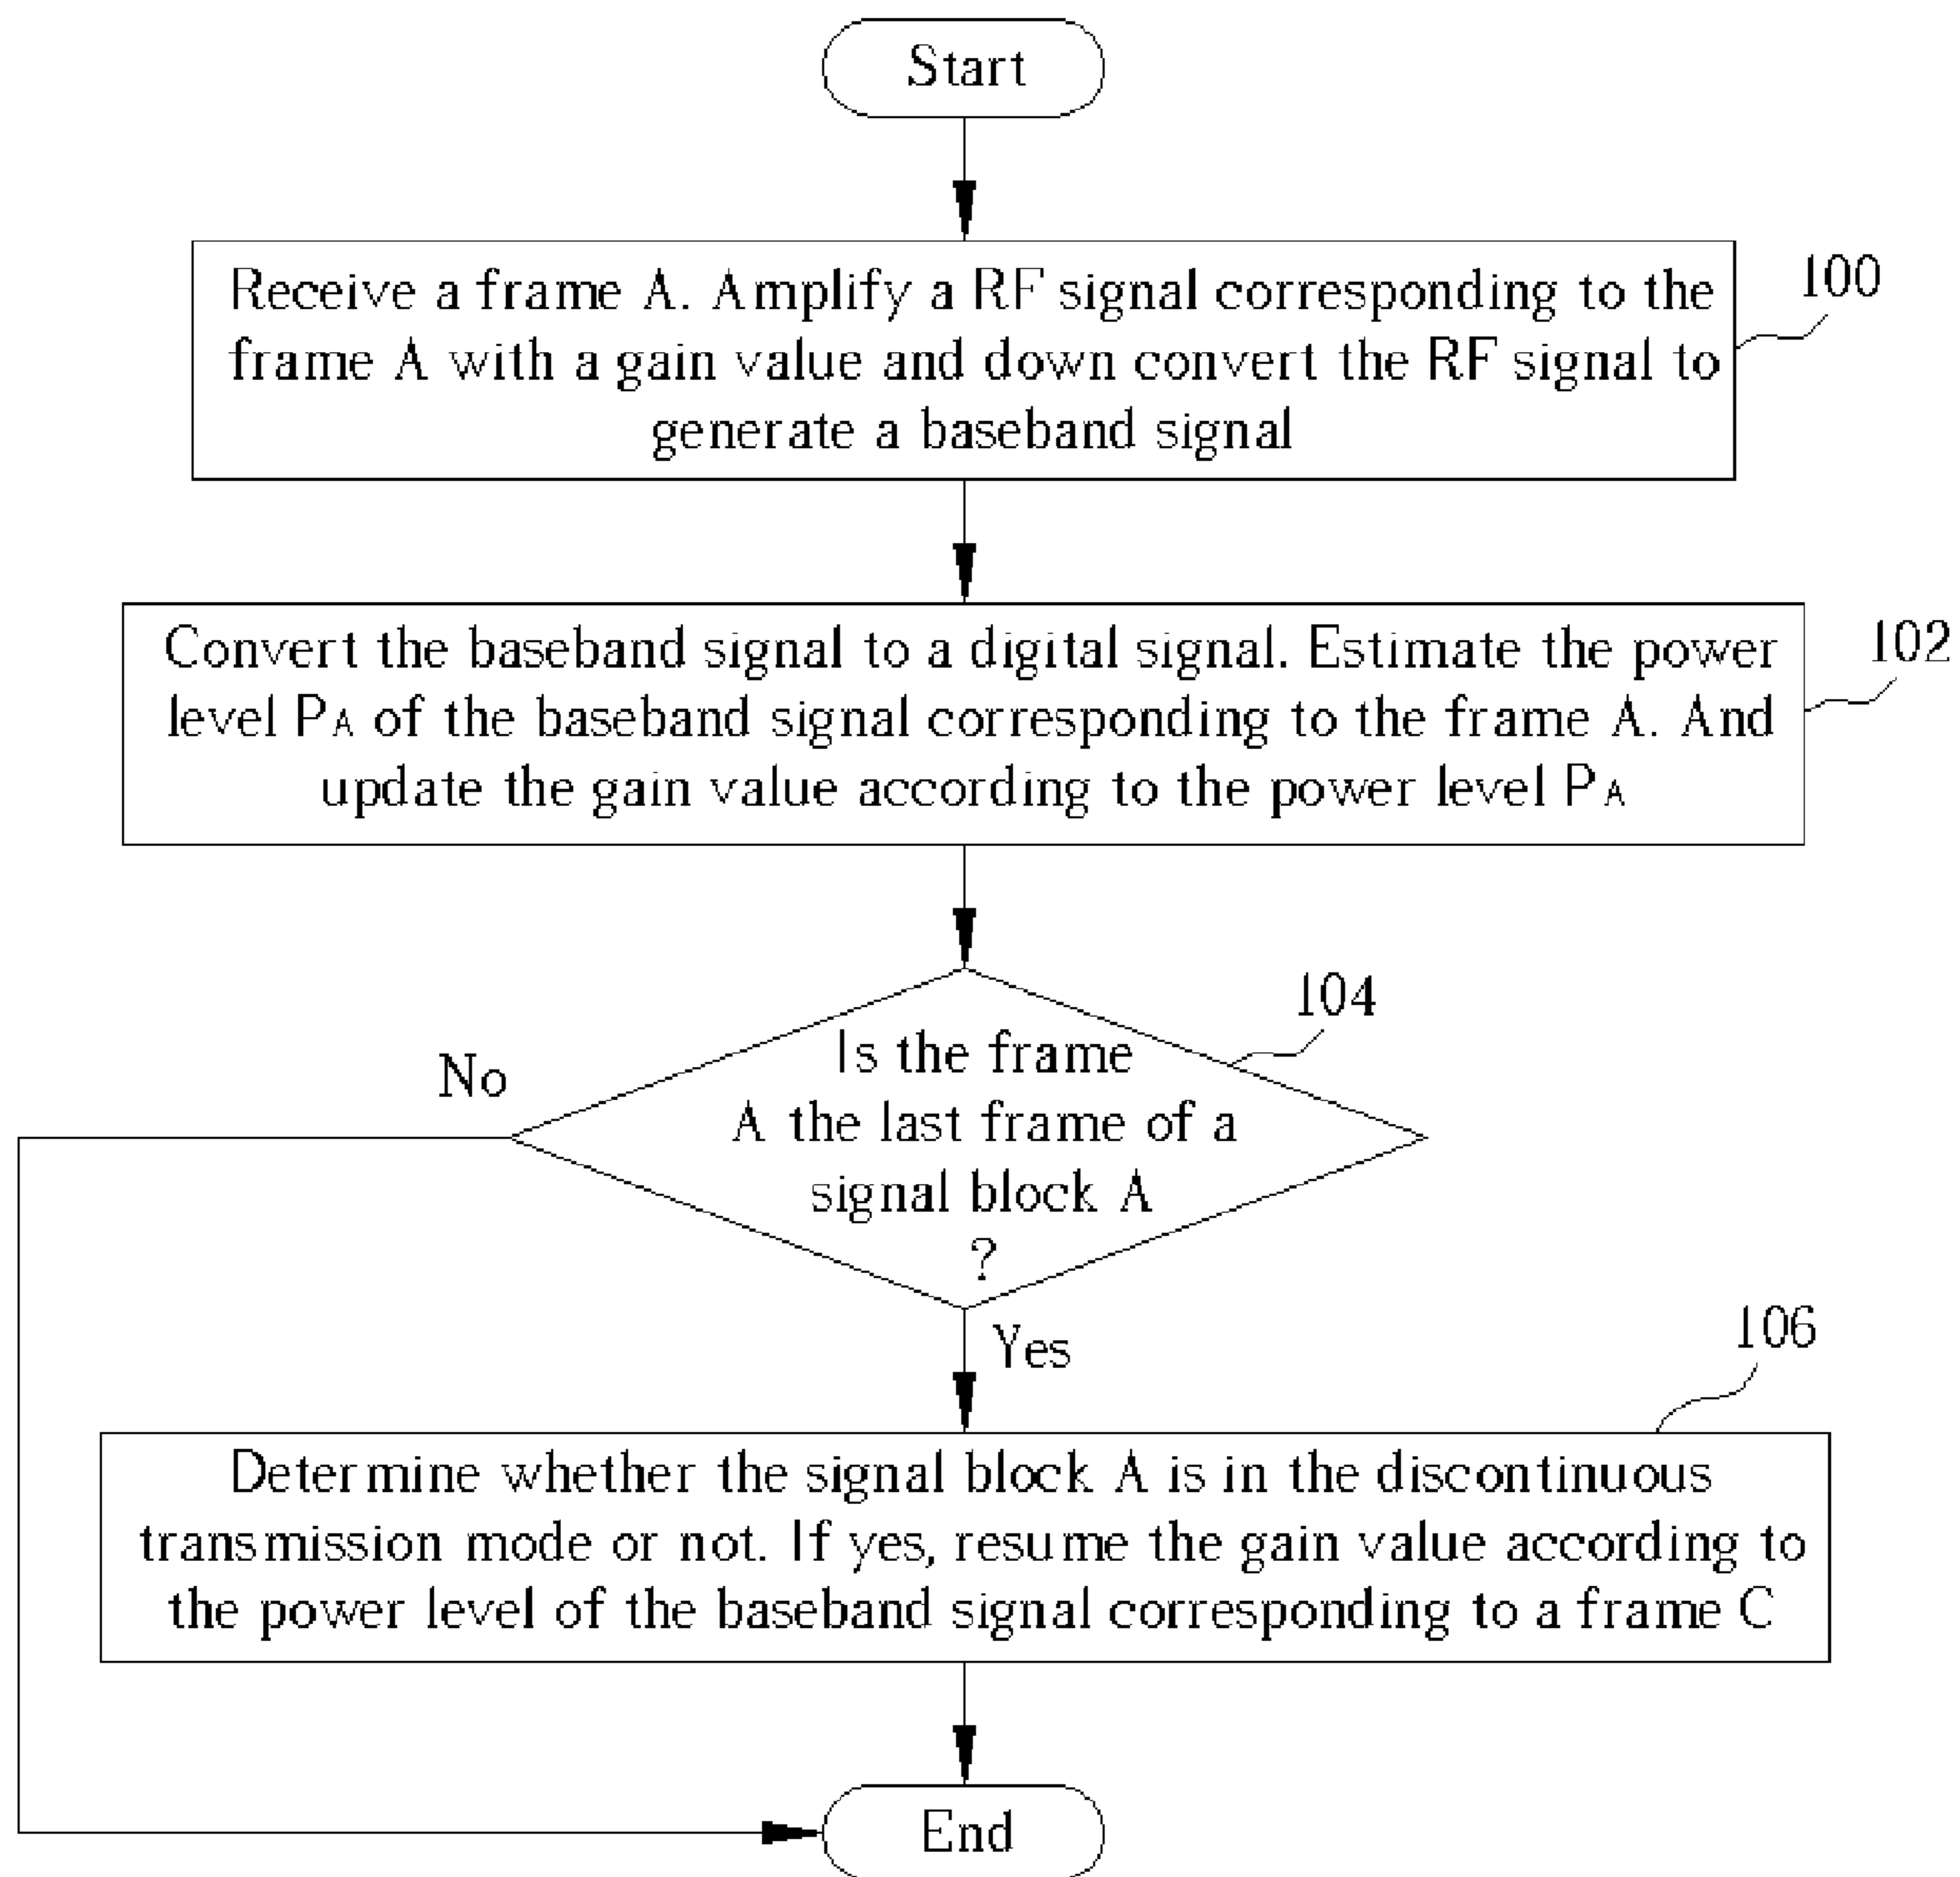 Start
Receive a frame A. Amplify a RF signal corresponding to the
frame A with a gain value and down convert the RF signal to
generate a baseband signal
100
Convert the baseband signal to a digital signal. Estimate the power
level PA of the baseband signal corresponding to the frame A. And
update the gain value according to the power level PA
102
104
No
Is the frame
A the last frame of a
signal block A
?
Yes
106
Determine whether the signal block A is in the discontinuous
transmission mode or not. If yes, resume the gain value according to
the power level of the baseband signal corresponding to a frame C
End